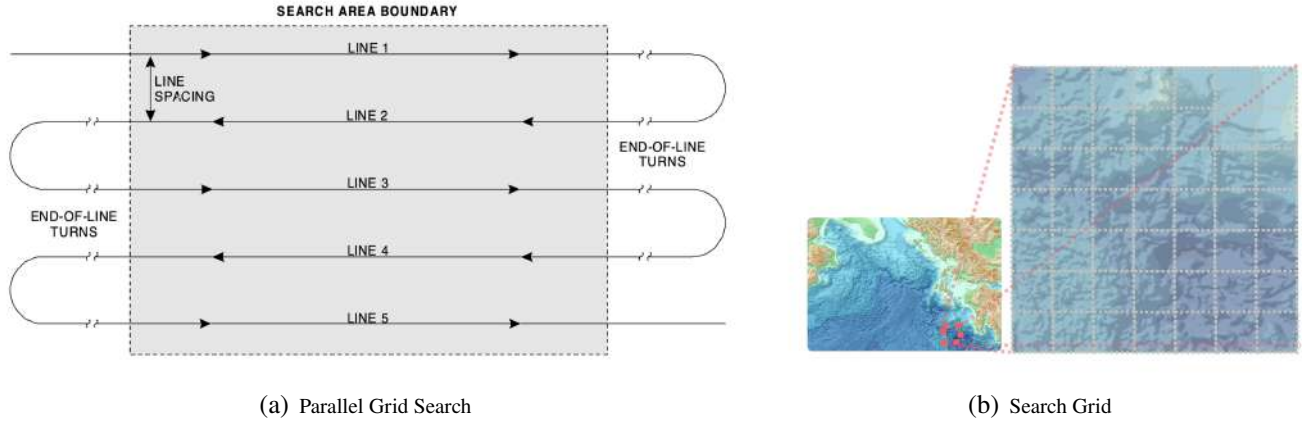 SEARCH AREA BOUNDARY
LINE 1
LINE
SPACING
LINE 2
END-OF-LINE
TURNS
LINE 3
END-OF-LINE
TURNS
LINE 4
LINE 5
(a) Parallel Grid Search
(b) Search Grid